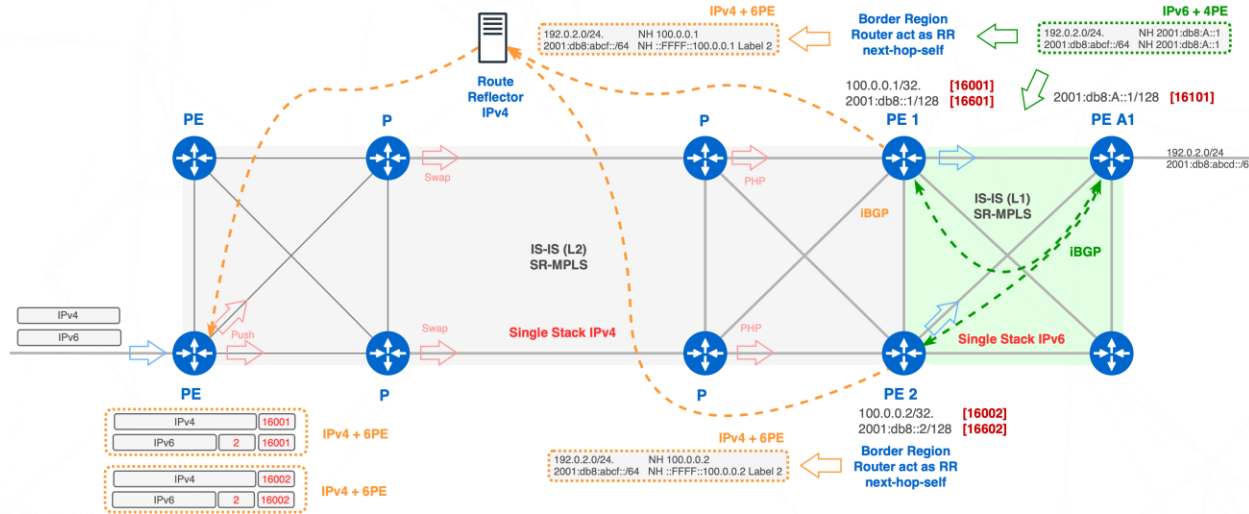 IPv4 + 6PE
192.0.2.0/24. NH 100.0.0.1
2001:db8:abcf::/64 NH ::FFFF::100.0.0.1 Label 2
Border Region
Router act as RR
next-hop-self
IPv6 + 4PE
192.0.2.0/24. NH 2001:db8:A::1
2001:db8:abcf::/64 NH 2001:db8:A::1
Route
Reflector
IPv4
100.0.0.1/32. [16001]
2001:db8::1/128 [16601]
2001:db8:A::1/128 [16101]
PE
P
P
PE 1
PE A1
Swap
PHP
192.0.2.0/24
2001:db8:abcd::/6
iBGP
IS-IS (L1)
SR-MPLS
IS-IS (L2)
SR-MPLS
iBGP
IPv4
IPv6
Push
Swap
Single Stack IPv4
PHP
Single Stack IPv6
PE
P
P
PE 2
100.0.0.2/32. [16002]
2001:db8::2/128 [16602]
IPv4 16001
IPv6 2 16001
IPv4 + 6PE
IPv4 16002
IPv6 2 16002
IPv4 + 6PE
IPv4 + 6PE
192.0.2.0/24. NH 100.0.0.2
2001:db8:abcf::/64 NH ::FFFF::100.0.0.2 Label 2
Border Region
Router act as RR
next-hop-self